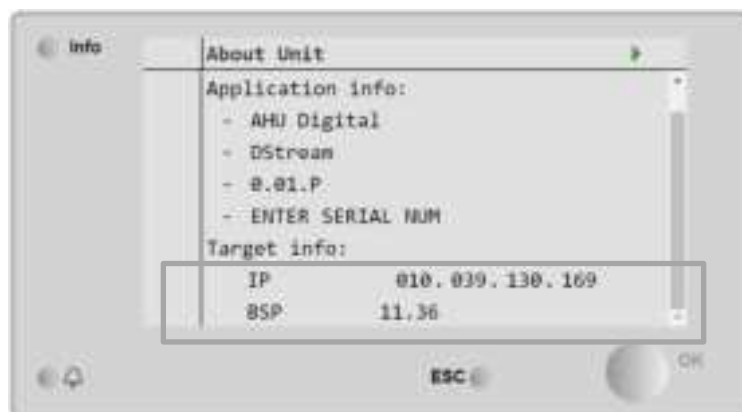 Info
About Unit
Application info:
- AHU Digital
- DStream
- 0.01.P
- ENTER SERIAL NUM
Target info:
IP 010.039.130.169
BSP 11.36
ESC
OK